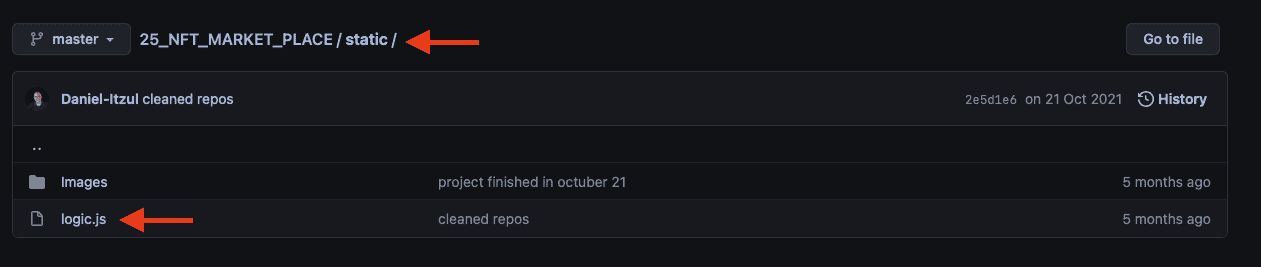 master 25_NFT_MARKET_PLACE / static / Go to file
Daniel-Itzul cleaned repos 2e5d1e6 on 21 Oct 2021 History
..
Images project finished in octuber 21 5 months ago
logic.js cleaned repos 5 months ago